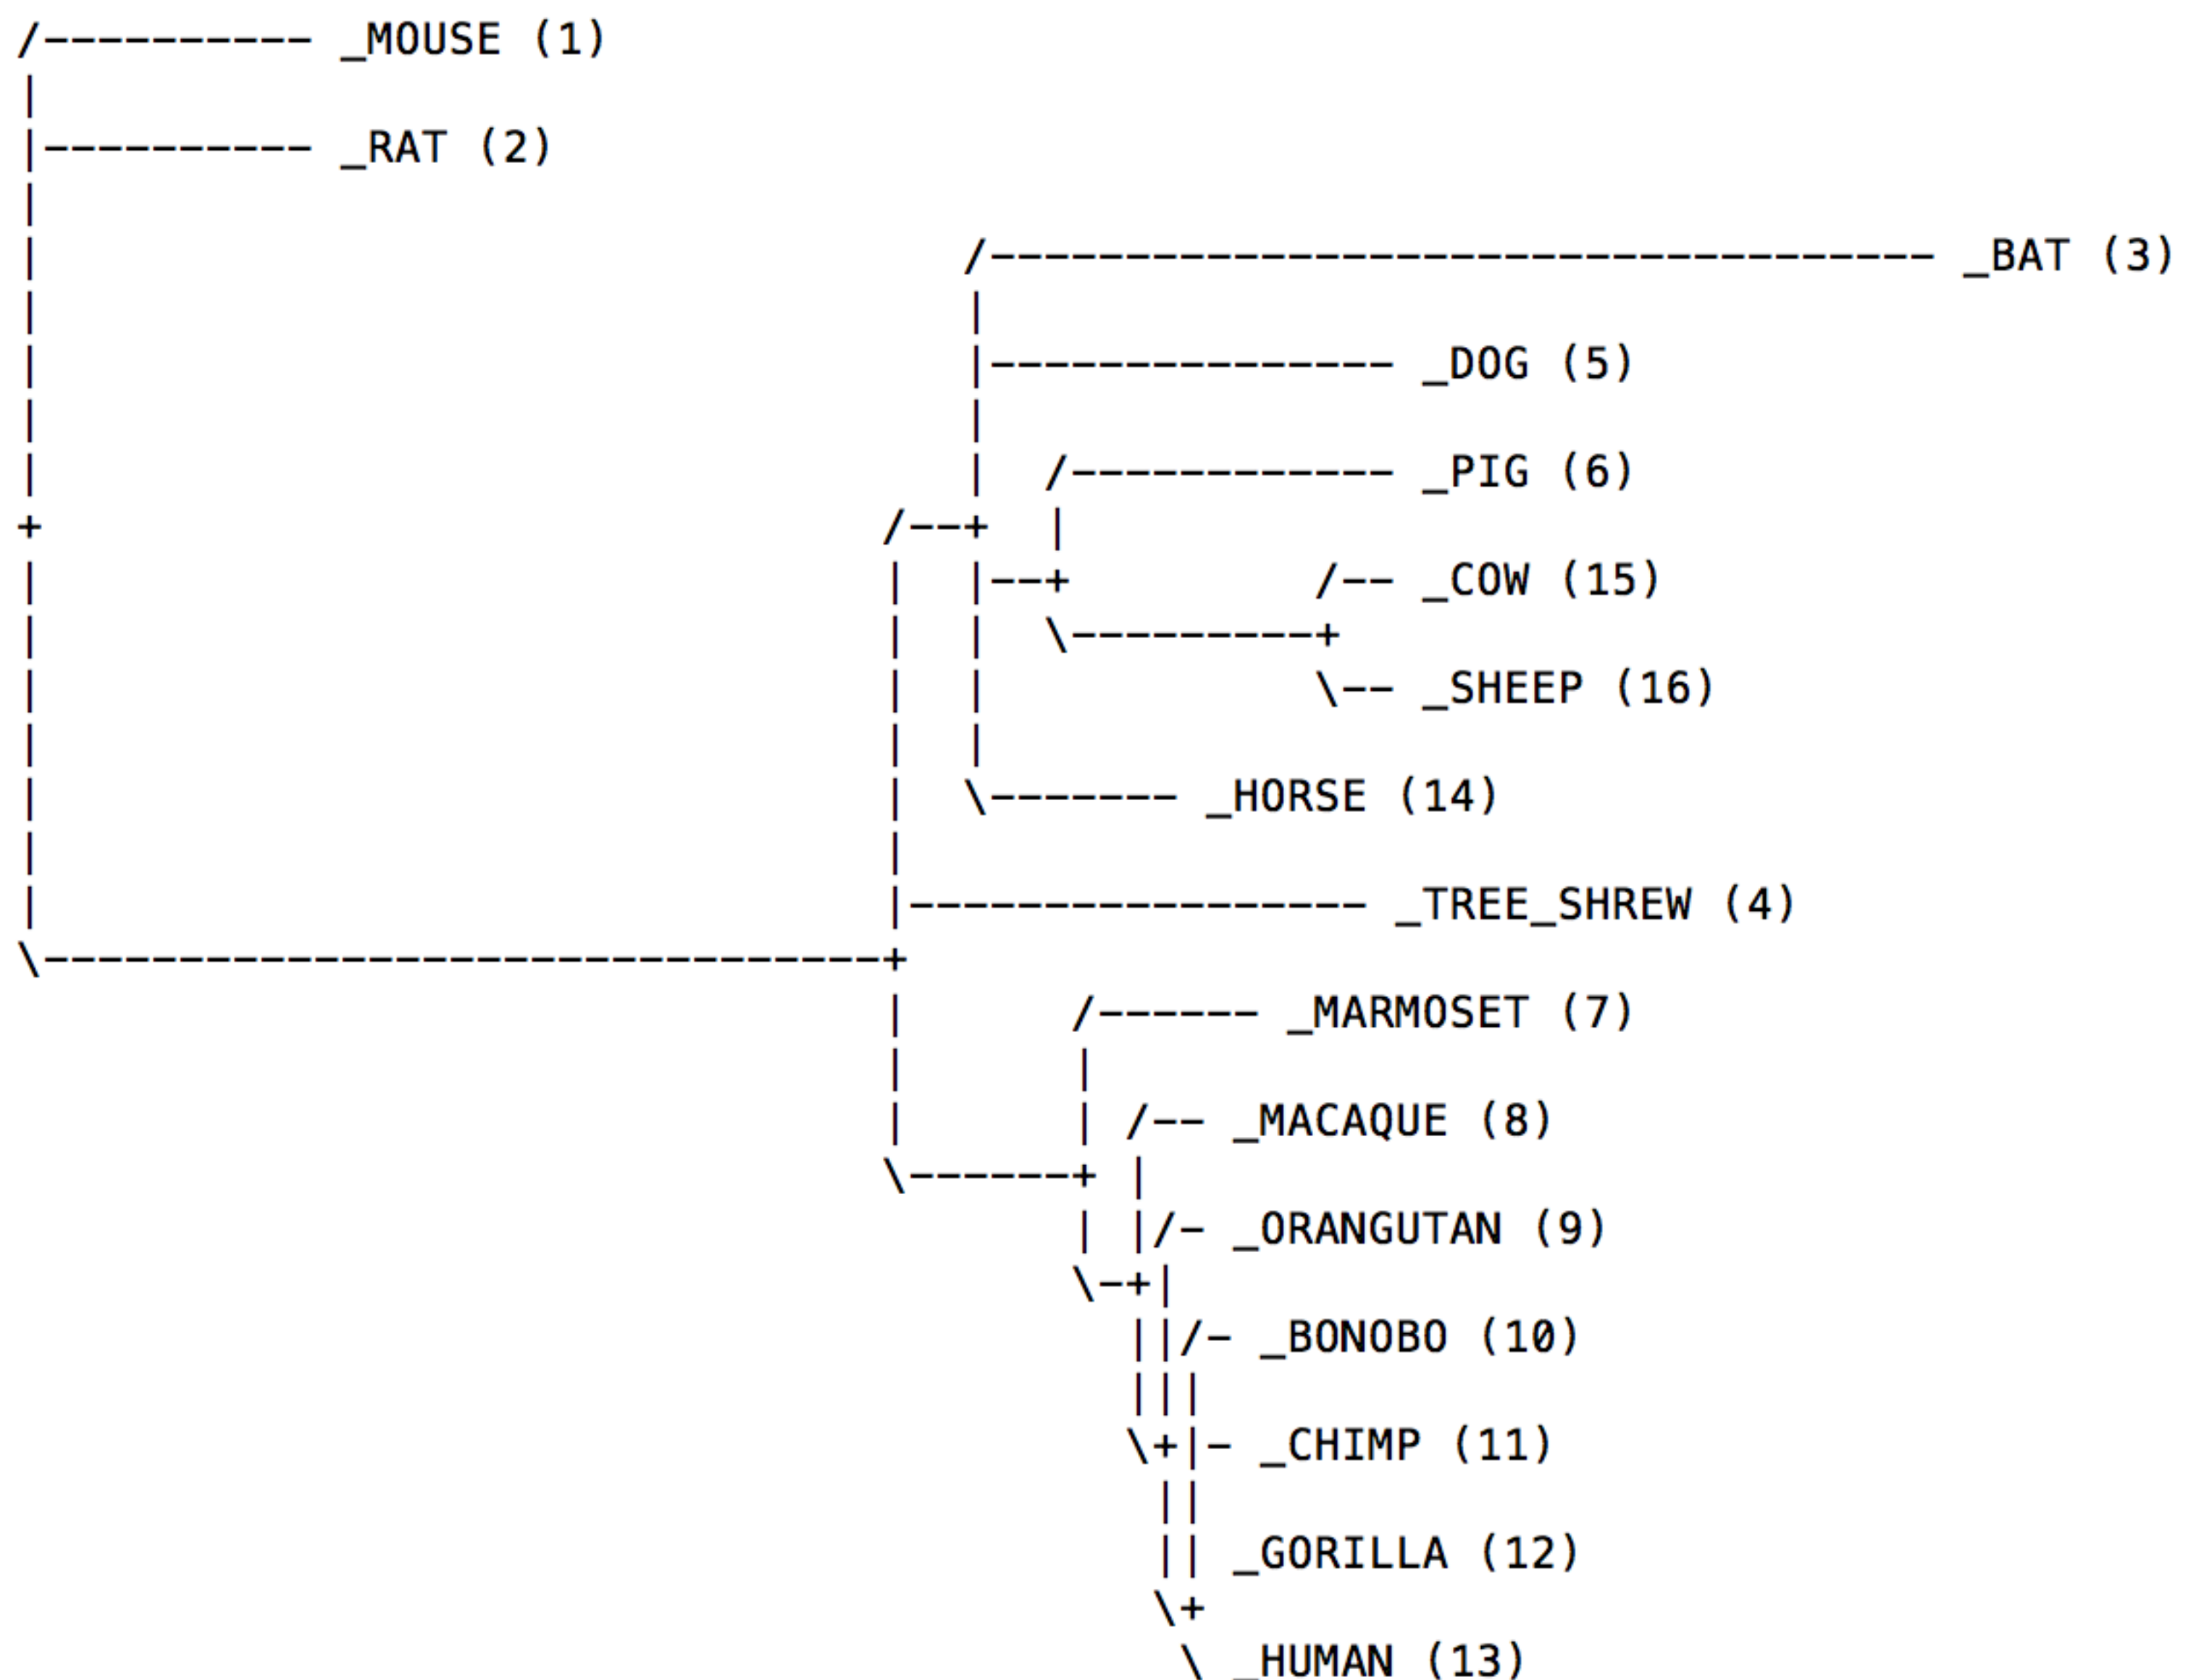 /---------- _MOUSE (1)
|
|---------- _RAT (2)
|
|                                  /----------------------------------- _BAT (3)
|                                  |
|                                  |--------------- _DOG (5)
|                                  |
|                                  |  /------------ _PIG (6)
+                               /--+  |
|                               |  |--+         /-- _COW (15)
|                               |  |  \---------+
|                               |  |            \-- _SHEEP (16)
|                               |  |
|                               |  \------- _HORSE (14)
|                               |
|                               |----------------- _TREE_SHREW (4)
\-------------------------------+
                                |      /------ _MARMOSET (7)
                                |      |
                                |      | /-- _MACAQUE (8)
                                \------+ |
                                       | |/- _ORANGUTAN (9)
                                       \-+|
                                         ||/- _BONOBO (10)
                                         |||
                                         \+|- _CHIMP (11)
                                          ||
                                          || _GORILLA (12)
                                          \+
                                           \ _HUMAN (13)